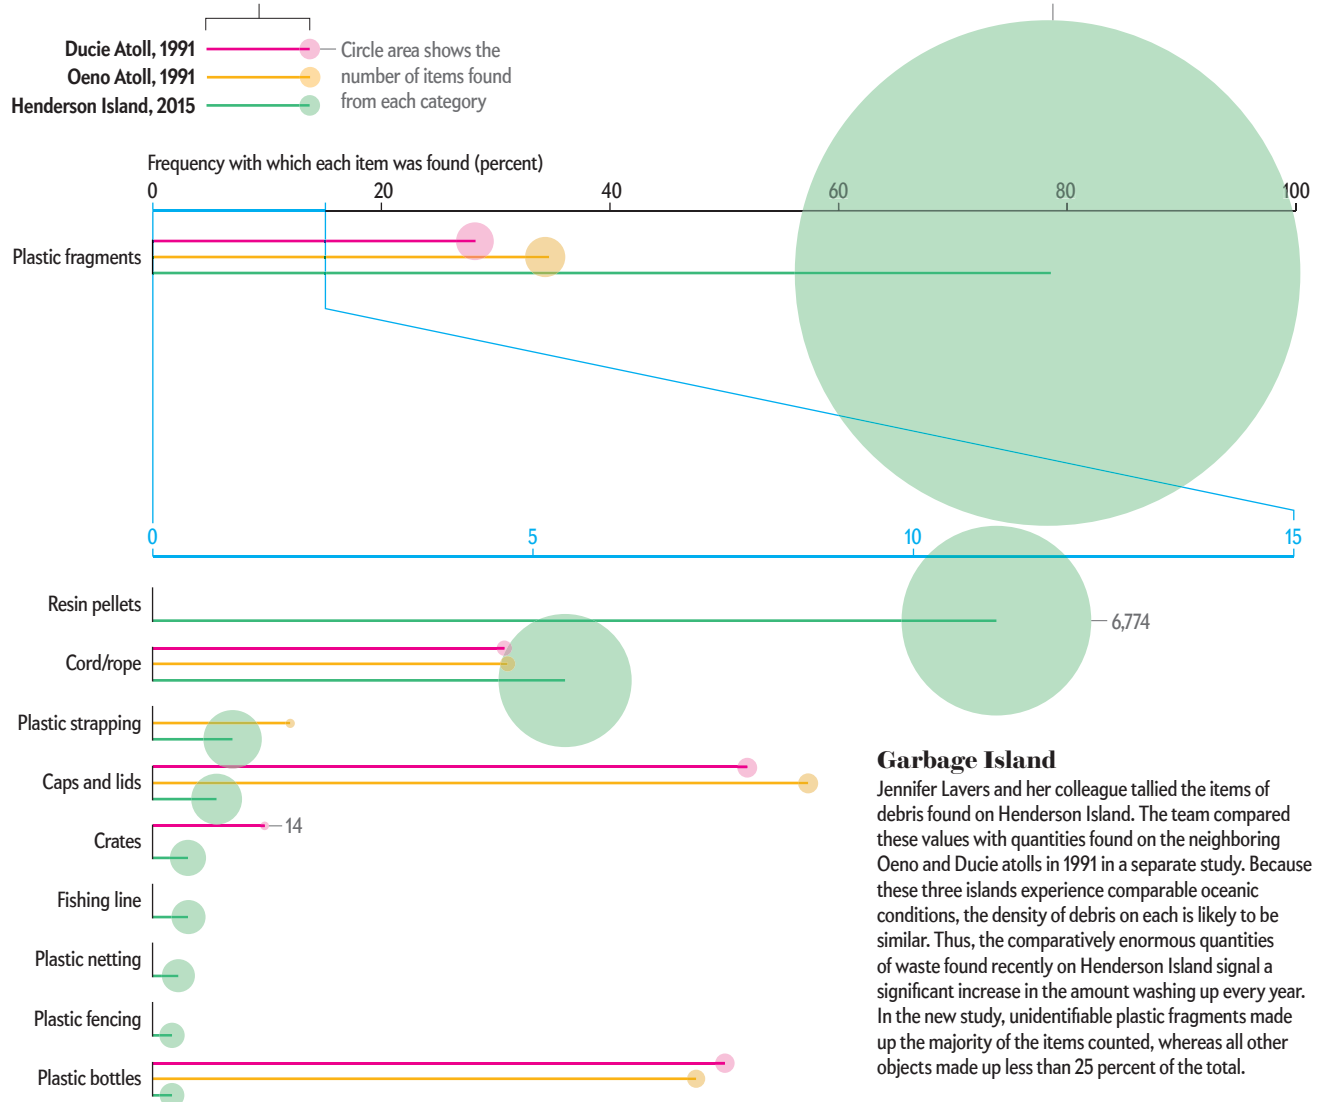 Ducie Atoll, 1991
Oeno Atoll, 1991
Henderson Island, 2015
Circle area shows the
number of items found
from each category
Frequency with which each item was found (percent)
0 20 40 60 80 100
Plastic fragments
0 5 10 15
Resin pellets
6,774
Cord/rope
Plastic strapping
Caps and lids
14
Crates
Fishing line
Plastic netting
Plastic fencing
Plastic bottles
Garbage Island
Jennifer Lavers and her colleague tallied the items of
debris found on Henderson Island. The team compared
these values with quantities found on the neighboring
Oeno and Ducie atolls in 1991 in a separate study. Because
these three islands experience comparable oceanic
conditions, the density of debris on each is likely to be
similar. Thus, the comparatively enormous quantities
of waste found recently on Henderson Island signal a
significant increase in the amount washing up every year.
In the new study, unidentifiable plastic fragments made
up the majority of the items counted, whereas all other
objects made up less than 25 percent of the total.